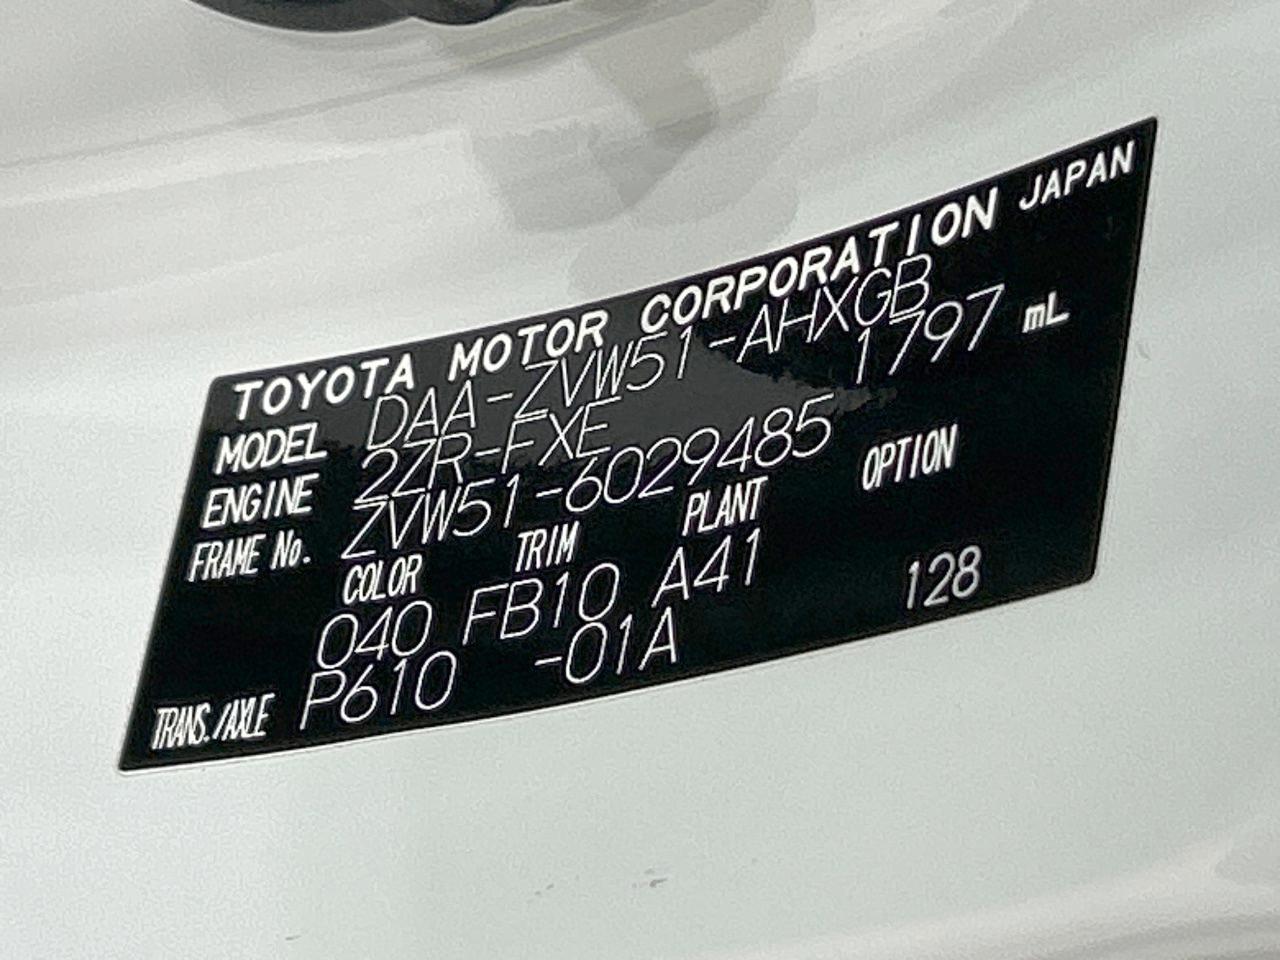 TOYOTA MOTOR CORPORATION JAPAN
MODEL DAA-ZVW51-AHXGB
ENGINE 2ZR-FXE 1797 mL
FRAME No. ZVW51-6029485
COLOR TRIM PLANT OPTION
040 FB10 A41 128
TRANS./AXLE P610 -01A